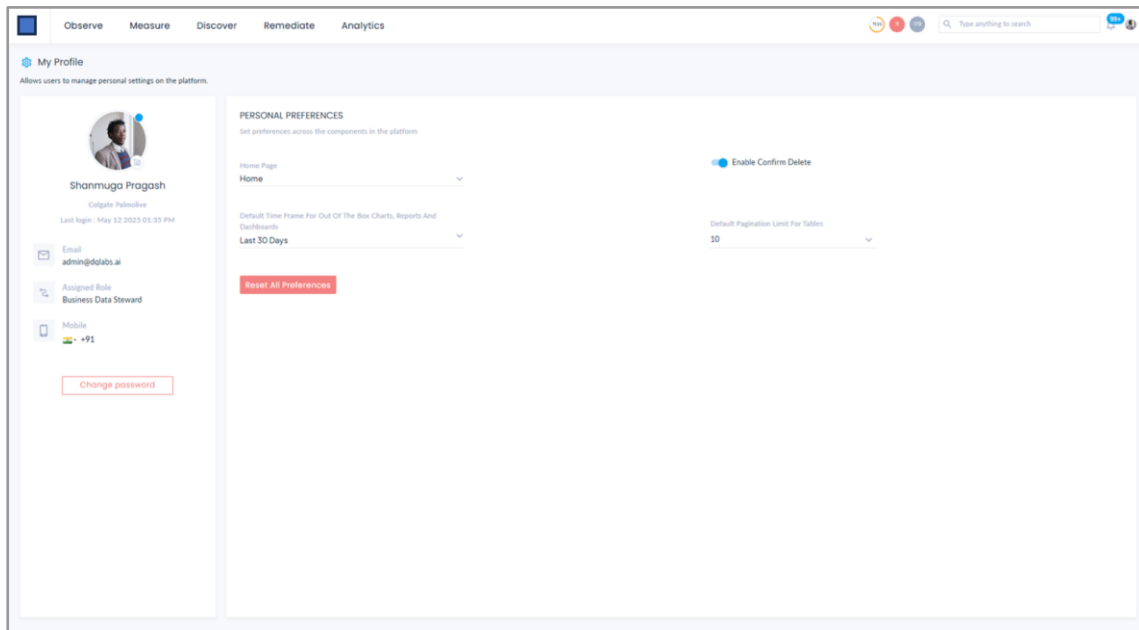 Observe Measure Discover Remediate Analytics
Type anything to search
99+
My Profile
Allows users to manage personal settings on the platform.
Shanmuga Pragash
Colgate Palmolive
Last login : May 12 2025 01:35 PM
Email
admin@dqlabs.ai
Assigned Role
Business Data Steward
Mobile
+91
Change password
PERSONAL PREFERENCES
Set preferences across the components in the platform
Home Page
Home
Enable Confirm Delete
Default Time Frame For Out Of The Box Charts, Reports And
Dashboards
Last 30 Days
Default Pagination Limit For Tables
10
Reset All Preferences